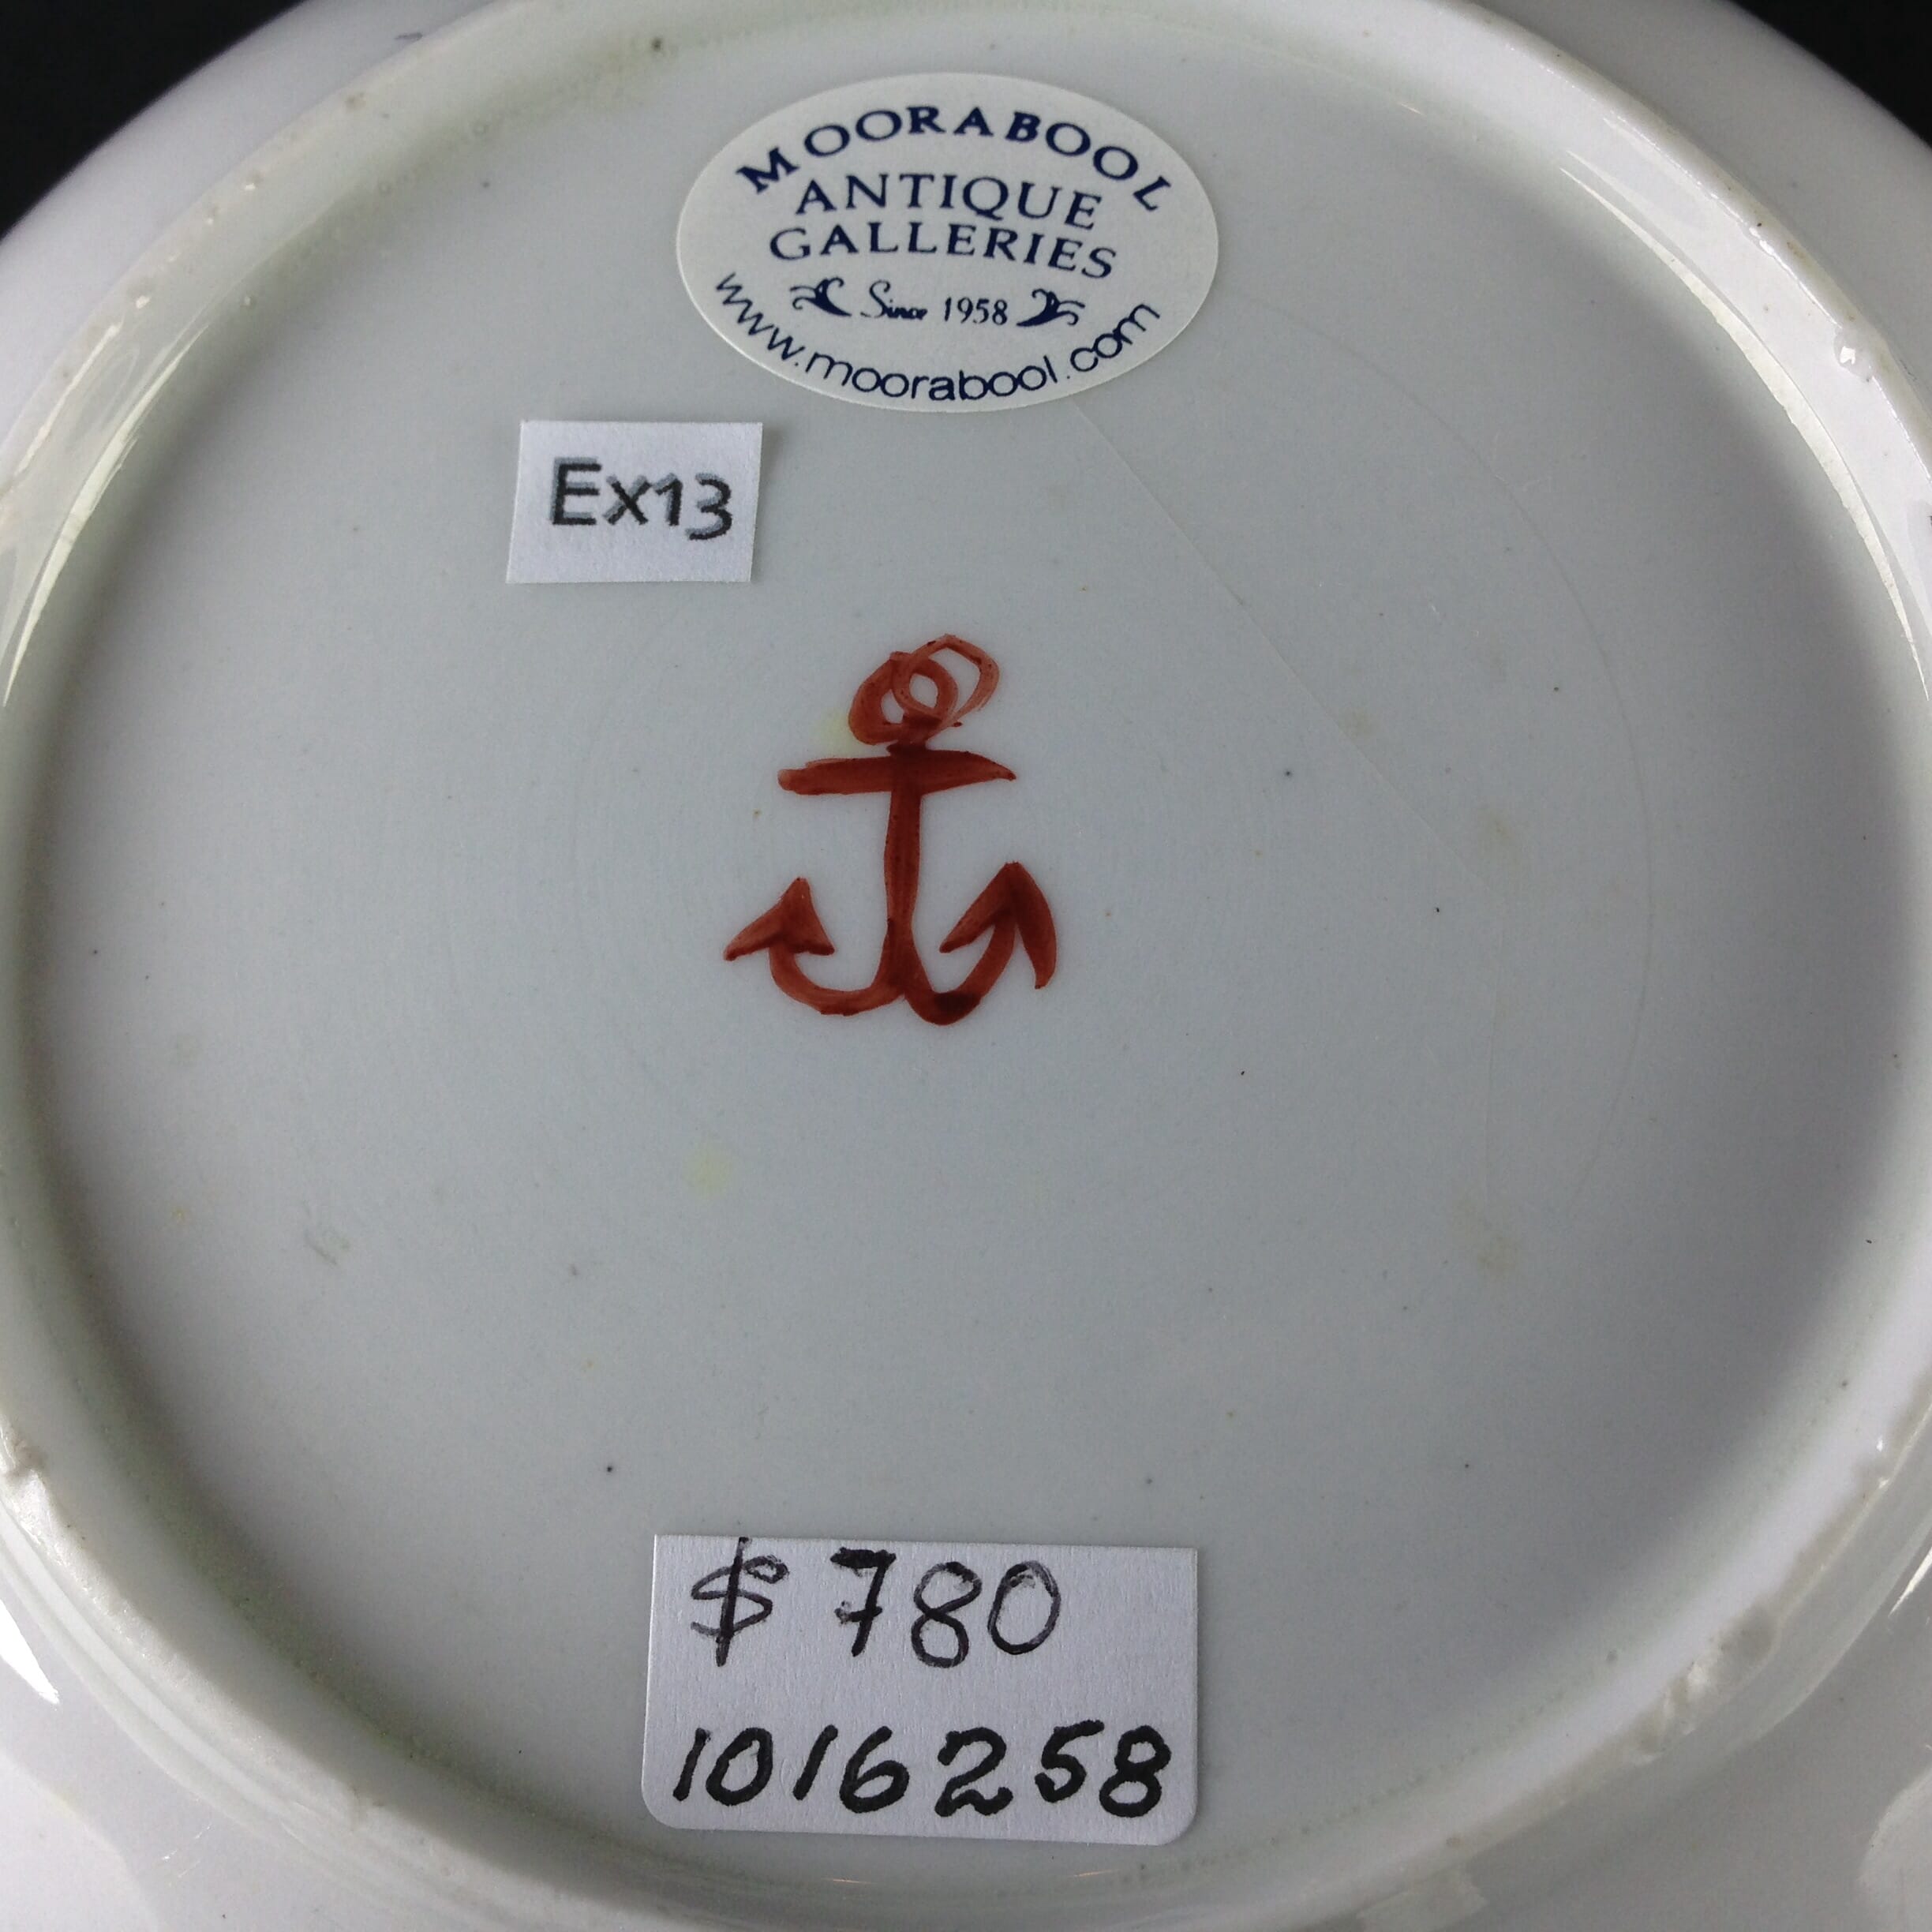 MOORABOOL
ANTIQUE
GALLERIES
Since 1958
www.moorabool.com
Ex13
$780
1016258